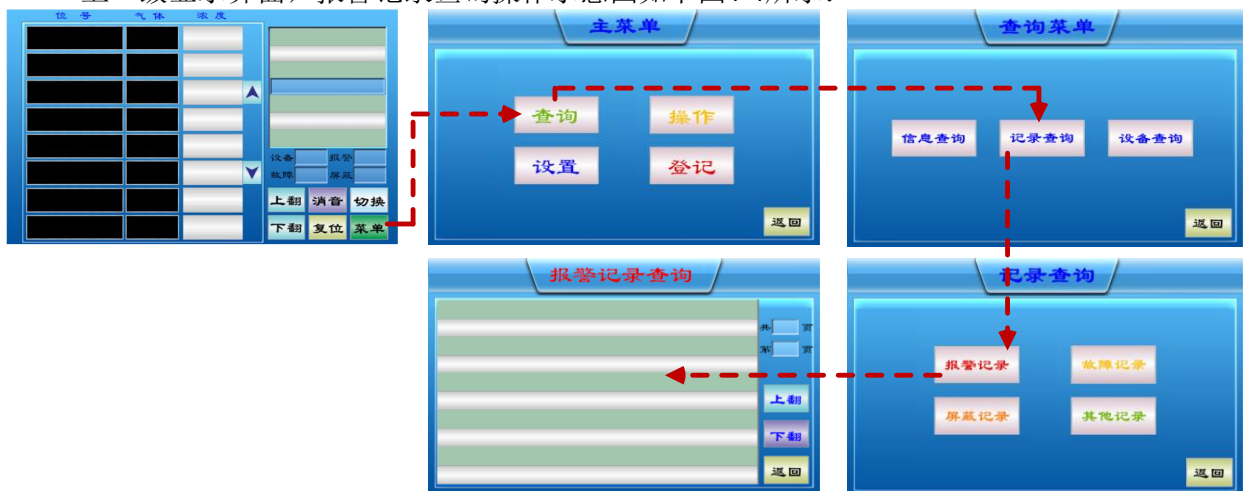 位 号 气 体 浓 度
设备 报警
故障 屏蔽
上翻 消音 切换
下翻 复位 菜单
主菜单
查询 操作
设置 登记
返回
查询菜单
信息查询 记录查询 设备查询
返回
报警记录查询
共 页
第 页
上翻
下翻
返回
记录查询
报警记录 故障记录
屏蔽记录 其他记录
返回